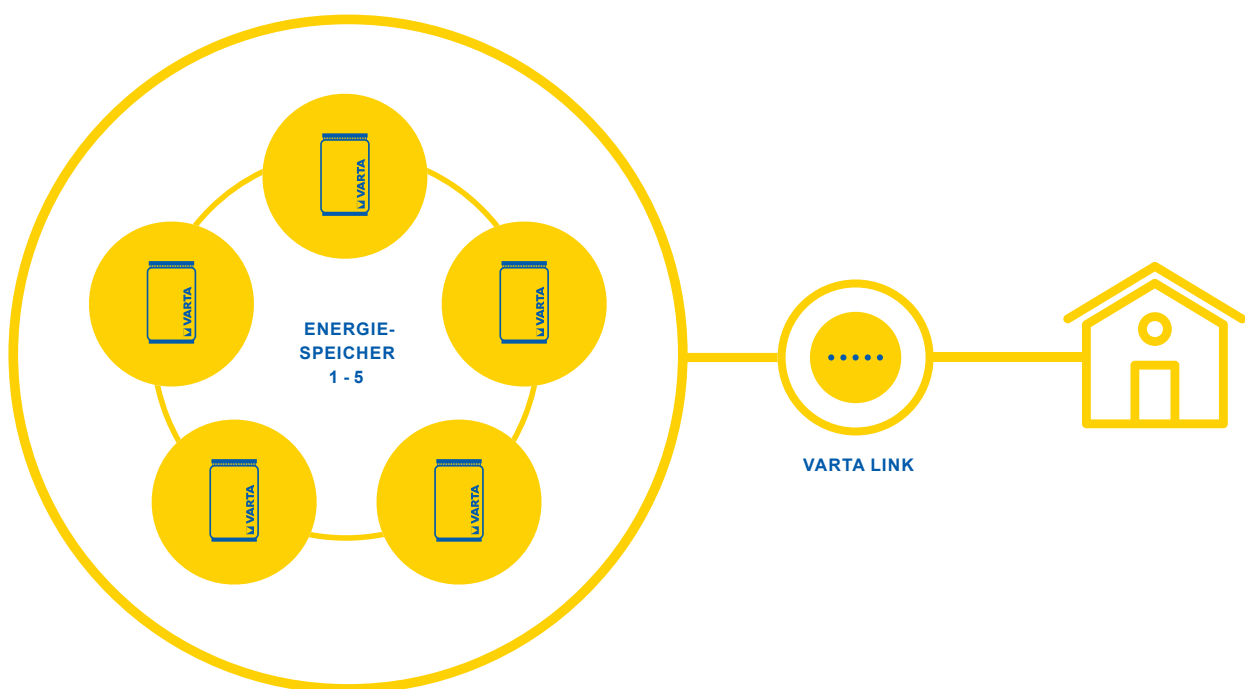 VARTA
VARTA
VARTA
ENERGIE-
SPEICHER
1 - 5
VARTA LINK
VARTA
VARTA